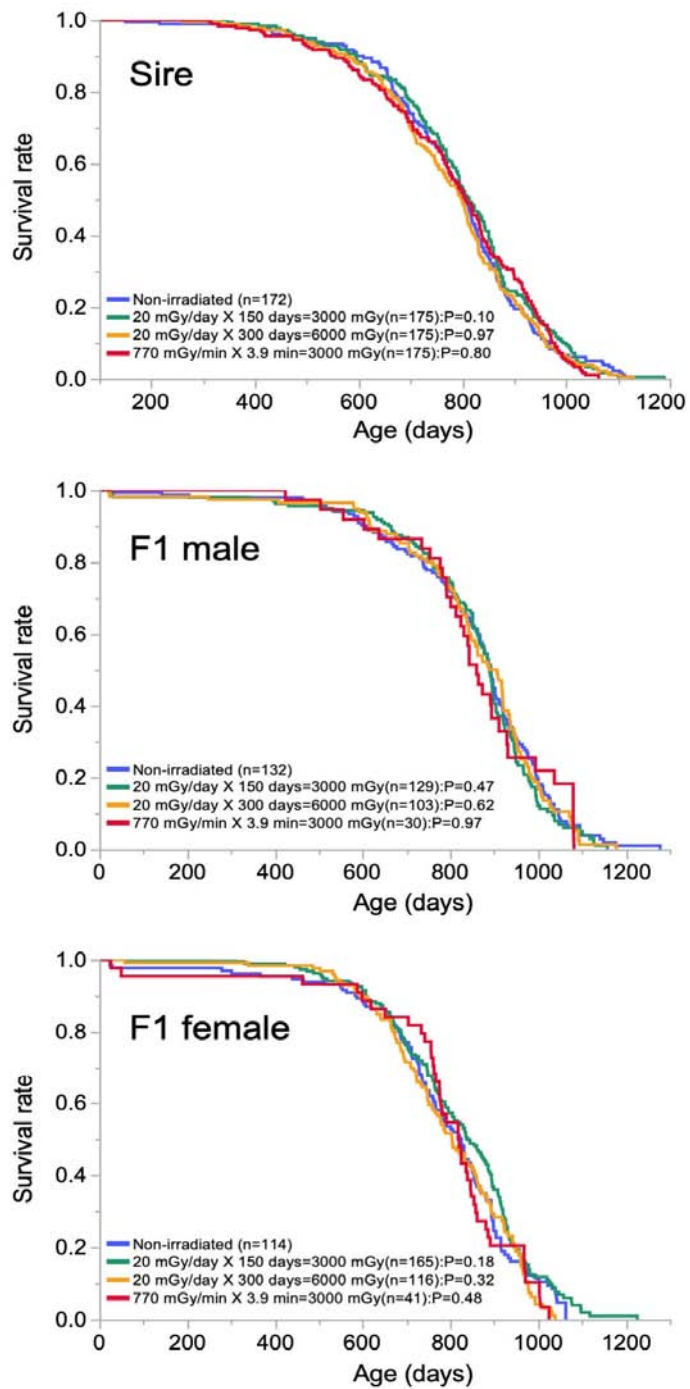 Sire
Survival rate
1.0
0.8
0.6
0.4
0.2
0.0
Non-irradiated (n=172)
20 mGy/day X 150 days=3000 mGy(n=175):P=0.10
20 mGy/day X 300 days=6000 mGy(n=175):P=0.97
770 mGy/min X 3.9 min=3000 mGy(n=175):P=0.80
200 400 600 800 1000 1200
Age (days)
F1 male
Survival rate
1.0
0.8
0.6
0.4
0.2
0.0
Non-irradiated (n=132)
20 mGy/day X 150 days=3000 mGy(n=129):P=0.47
20 mGy/day X 300 days=6000 mGy(n=103):P=0.62
770 mGy/min X 3.9 min=3000 mGy(n=30):P=0.97
0 200 400 600 800 1000 1200
Age (days)
F1 female
Survival rate
1.0
0.8
0.6
0.4
0.2
0.0
Non-irradiated (n=114)
20 mGy/day X 150 days=3000 mGy(n=165):P=0.18
20 mGy/day X 300 days=6000 mGy(n=116):P=0.32
770 mGy/min X 3.9 min=3000 mGy(n=41):P=0.48
0 200 400 600 800 1000 1200
Age (days)